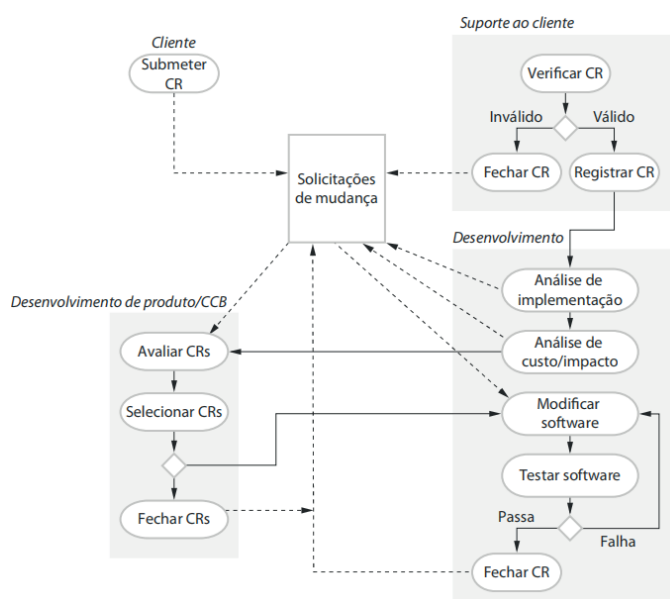 Suporte ao cliente
Cliente
Submeter
CR
Verificar CR
Inválido
Válido
Solicitações
de mudança
Fechar CR
Registrar CR
Desenvolvimento
Análise de
implementação
Desenvolvimento de produto/CCB
Avaliar CRs
Análise de
custo/impacto
Selecionar CRs
Modificar
software
Testar software
Fechar CRs
Passa
Falha
Fechar CR